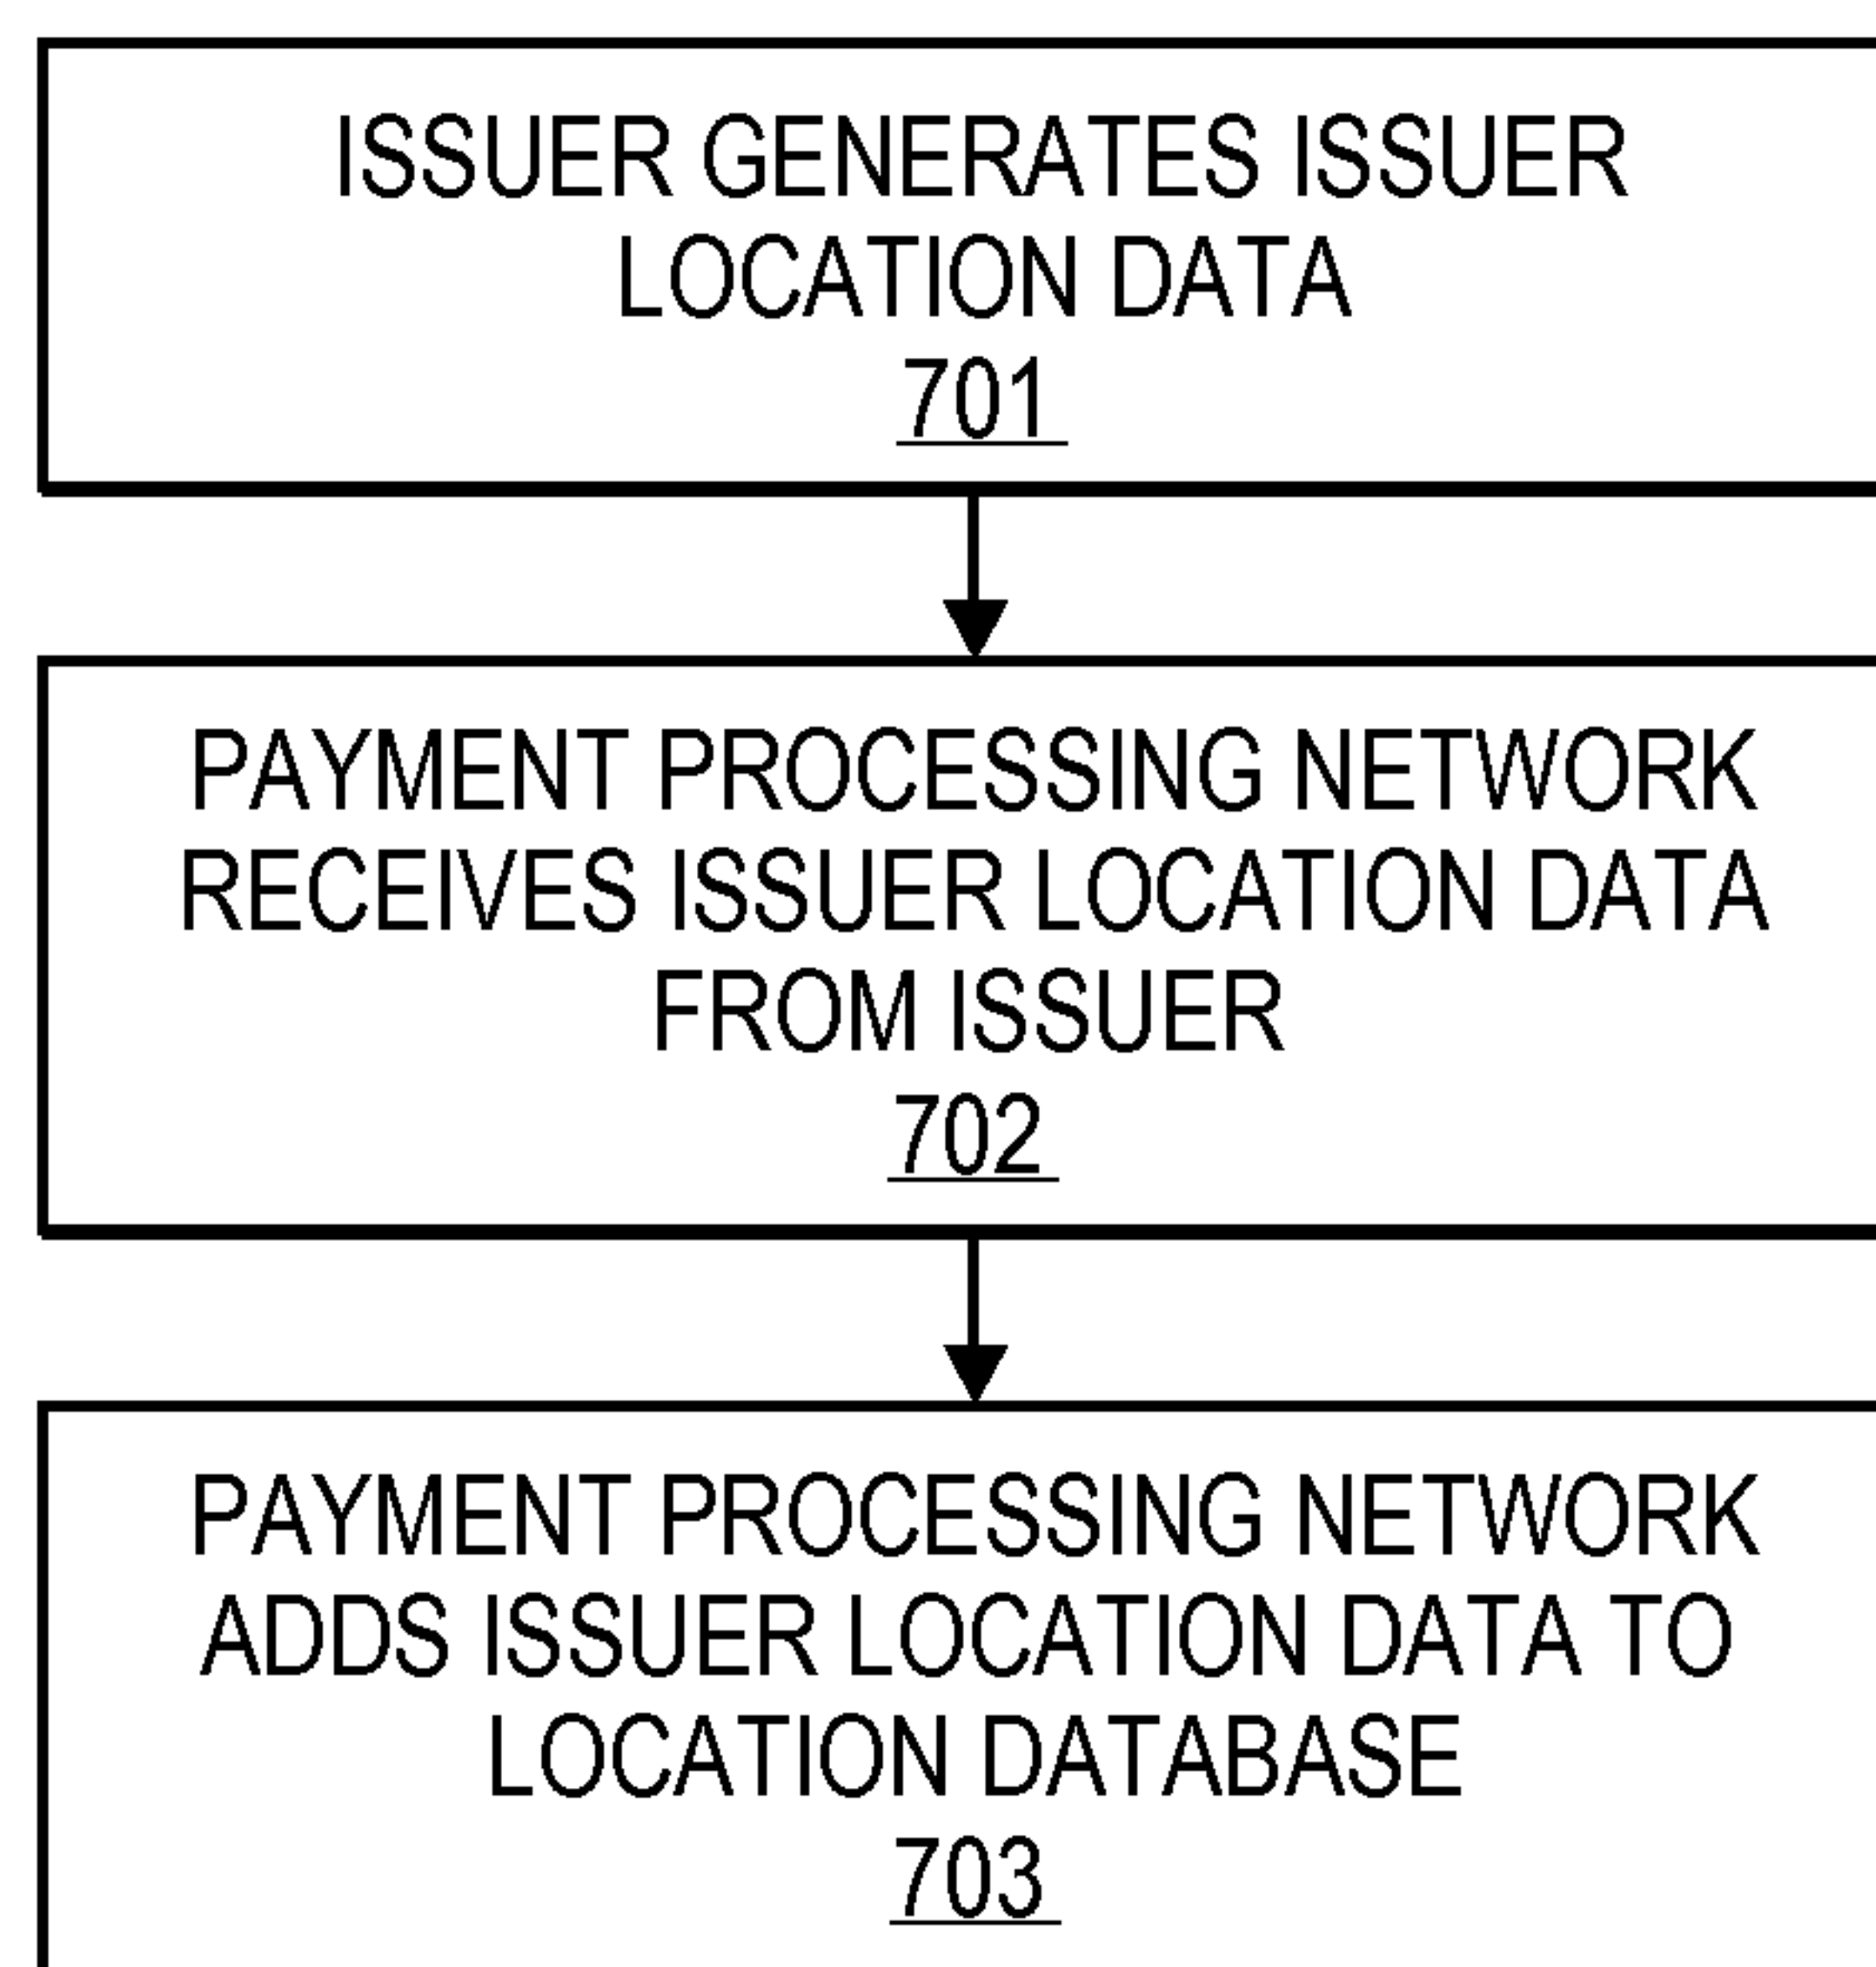 ISSUER GENERATES ISSUER
LOCATION DATA
701
PAYMENT PROCESSING NETWORK
RECEIVES ISSUER LOCATION DATA
FROM ISSUER
702
PAYMENT PROCESSING NETWORK
ADDS ISSUER LOCATION DATA TO
LOCATION DATABASE
703